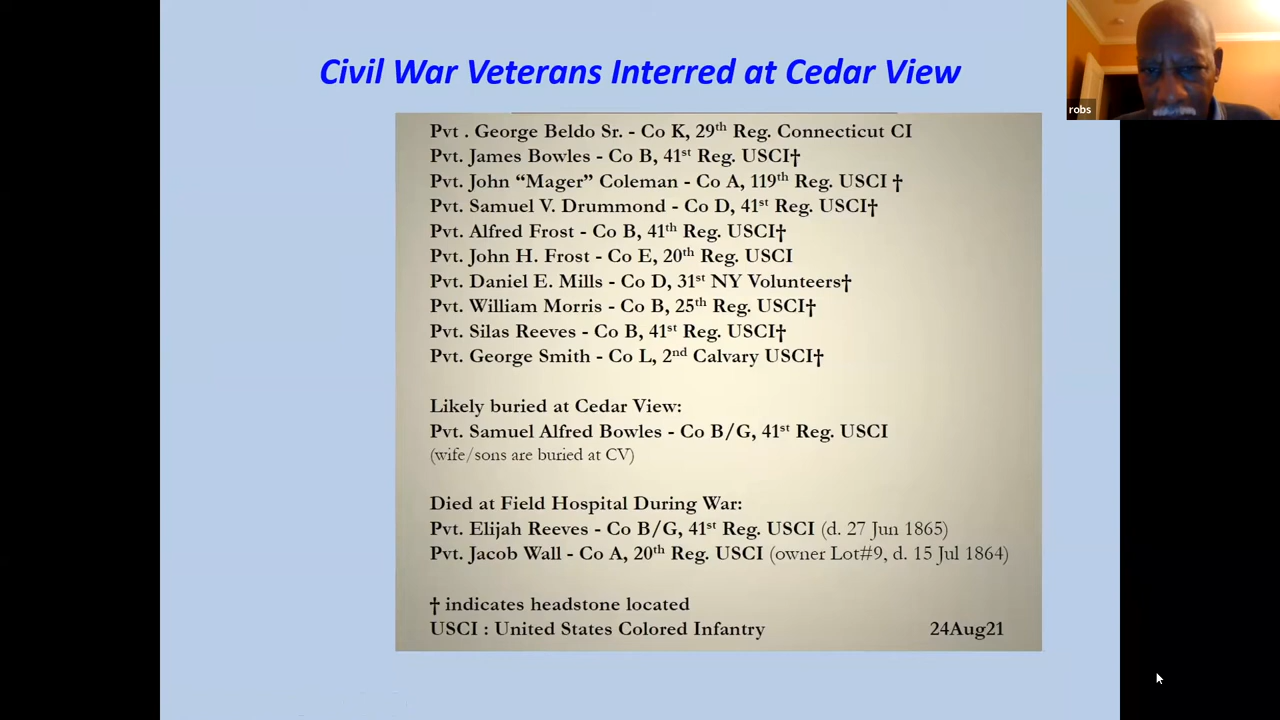 Civil War Veterans Interred at Cedar View
robs
Pvt . George Beldo Sr. - Co K, 29th Reg. Connecticut CI
Pvt. James Bowles - Co B, 41st Reg. USCI†
Pvt. John “Mager” Coleman - Co A, 119th Reg. USCI †
Pvt. Samuel V. Drummond - Co D, 41st Reg. USCI†
Pvt. Alfred Frost - Co B, 41th Reg. USCI†
Pvt. John H. Frost - Co E, 20th Reg. USCI
Pvt. Daniel E. Mills - Co D, 31st NY Volunteers†
Pvt. William Morris - Co B, 25th Reg. USCI†
Pvt. Silas Reeves - Co B, 41st Reg. USCI†
Pvt. George Smith - Co L, 2nd Calvary USCI†
Likely buried at Cedar View:
Pvt. Samuel Alfred Bowles - Co B/G, 41st Reg. USCI
(wife/sons are buried at CV)
Died at Field Hospital During War:
Pvt. Elijah Reeves - Co B/G, 41st Reg. USCI (d. 27 Jun 1865)
Pvt. Jacob Wall - Co A, 20th Reg. USCI (owner Lot#9, d. 15 Jul 1864)
† indicates headstone located
USCI : United States Colored Infantry 24Aug21